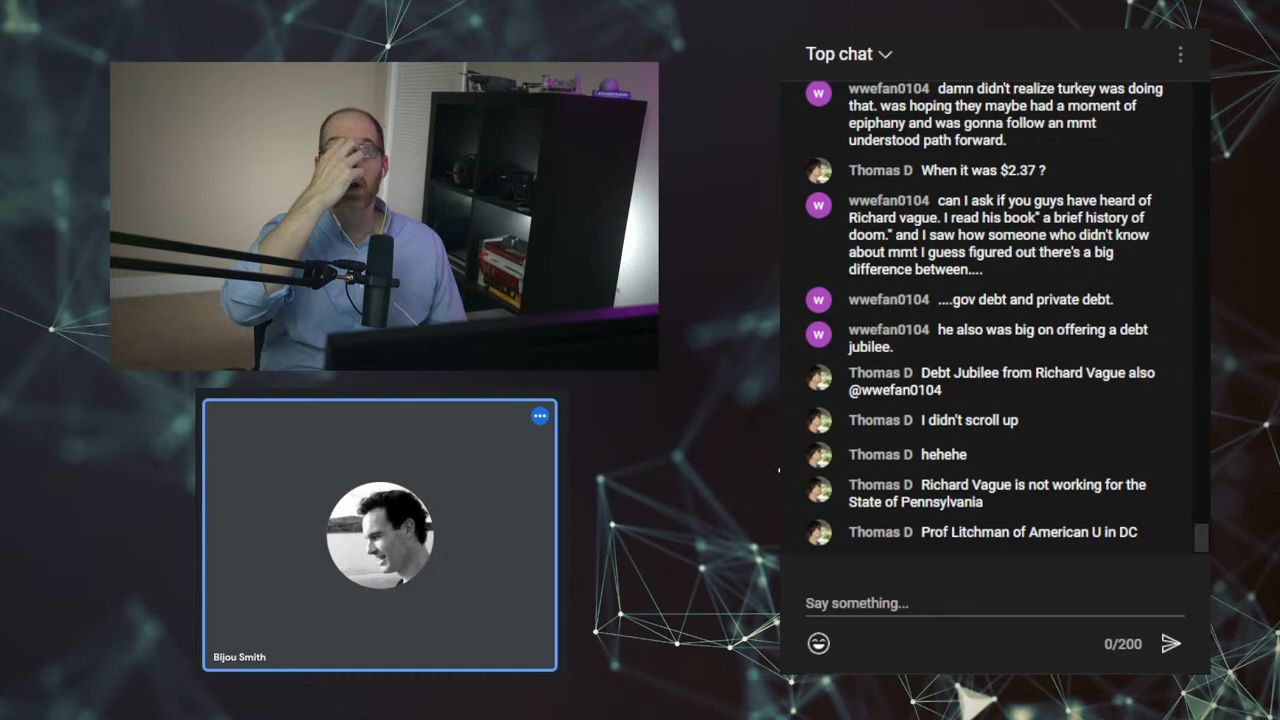 Top chat
wwefan0104 damn didn't realize turkey was doing
that. was hoping they maybe had a moment of
epiphany and was gonna follow an mmt
understood path forward.
Thomas D When it was $2.37 ?
wwefan0104 can I ask if you guys have heard of
Richard vague. I read his book" a brief history of
doom." and I saw how someone who didn't know
about mmt I guess figured out there's a big
difference between....
wwefan0104 ....gov debt and private debt.
wwefan0104 he also was big on offering a debt
jubilee.
Thomas D Debt Jubilee from Richard Vague also
@wwefan0104
Thomas D I didn't scroll up
Thomas D hehehe
Thomas D Richard Vague is not working for the
State of Pennsylvania
Thomas D Prof Litchman of American U in DC
Say something...
0/200
Bijou Smith